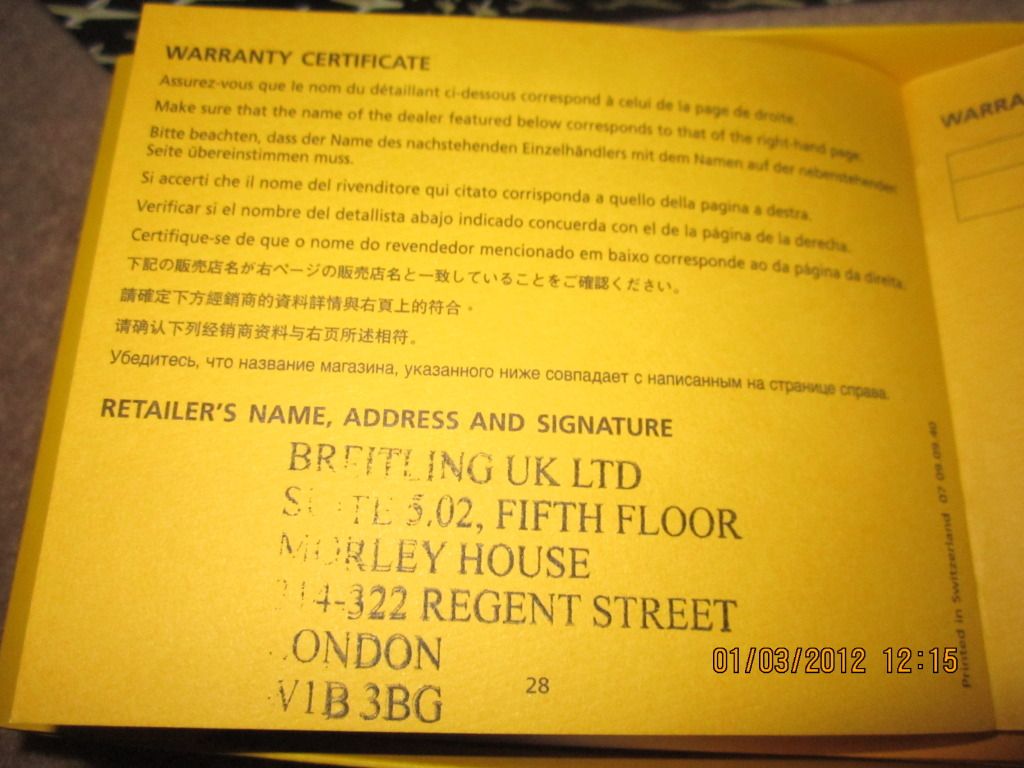 WARRANTY CERTIFICATE
Assurez-vous que le nom du détaillant ci-dessous correspond à celui de la page de droite.
Make sure that the name of the dealer featured below corresponds to that of the right-hand page.
Bitte beachten, dass der Name des nachstehenden Einzelhändlers mit dem Namen auf der nebenstehenden
Seite übereinstimmen muss.
Si accerti che il nome del rivenditore qui citato corrisponda a quello della pagina a destra.
Verificar si el nombre del detallista abajo indicado concuerda con el de la página de la derecha.
Certifique-se de que o nome do revendedor mencionado em baixo corresponde ao da página da direita.
下記の販売店名が右ページの販売店名と一致していることをご確認ください。
請確定下方經銷商的資料詳情與右頁上的符合。
请确认下列经销商资料与右页所述相符。
Убедитесь, что название магазина, указанного ниже совпадает с написанным на странице справа.
RETAILER'S NAME, ADDRESS AND SIGNATURE
BREITLING UK LTD
SUITE 5.02, FIFTH FLOOR
MORLEY HOUSE
314-322 REGENT STREET
LONDON
W1B 3BG
28
Printed in Switzerland 07 09.09 40
WARRA
01/03/2012 12:15